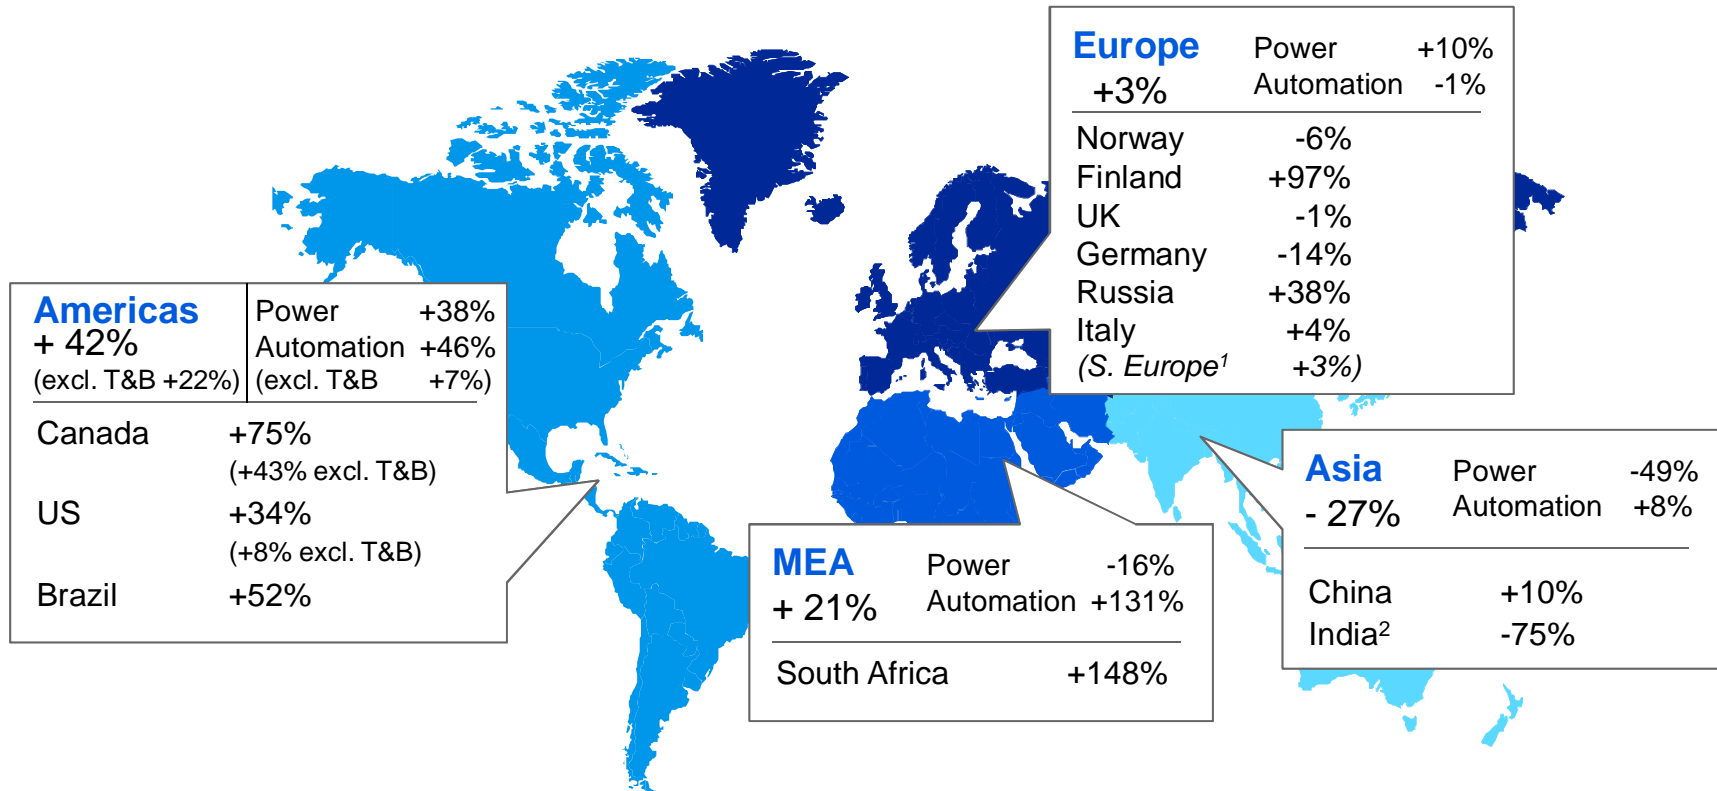 Europe Power +10%
+3% Automation -1%
Norway -6%
Finland +97%
UK -1%
Germany -14%
Russia +38%
Italy +4%
(S. Europe¹ +3%)
Americas Power +38%
+ 42% Automation +46%
(excl. T&B +22%) (excl. T&B +7%)
Canada +75%
(+43% excl. T&B)
US +34%
(+8% excl. T&B)
Brazil +52%
MEA Power -16%
+ 21% Automation +131%
South Africa +148%
Asia Power -49%
- 27% Automation +8%
China +10%
India² -75%